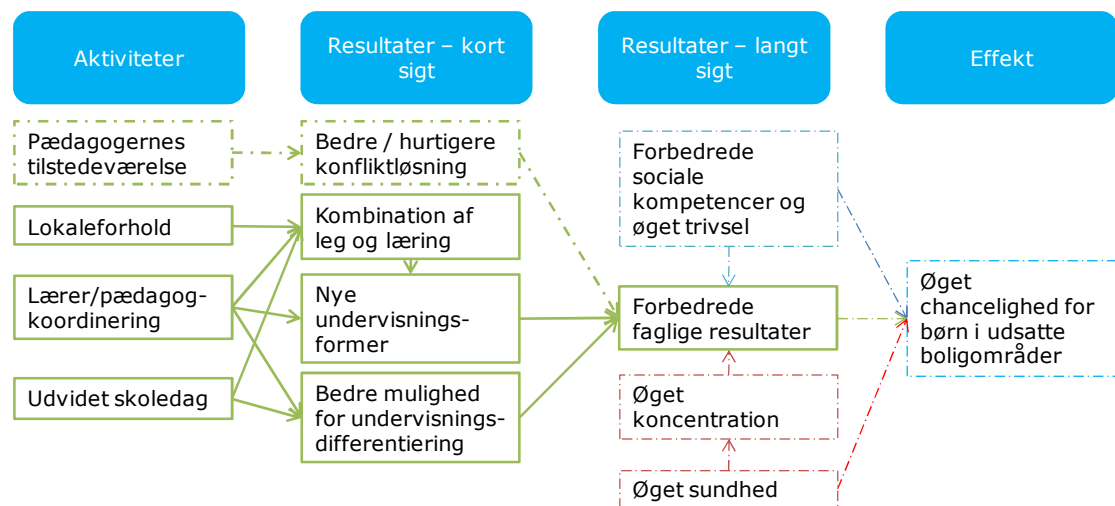 Aktiviteter
Resultater – kort
sigt
Resultater – langt
sigt
Effekt
Pædagogernes
tilstedeværelse
Lokaleforhold
Lærer/pædagog-
koordinering
Udvidet skoledag
Bedre / hurtigere
konfliktløsning
Kombination af
leg og læring
Nye
undervisnings-
former
Bedre mulighed
for undervisnings-
differentiering
Forbedrede
sociale
kompetencer og
øget trivsel
Forbedrede
faglige resultater
Øget
koncentration
Øget sundhed
Øget
chancelighed for
børn i udsatte
boligområder